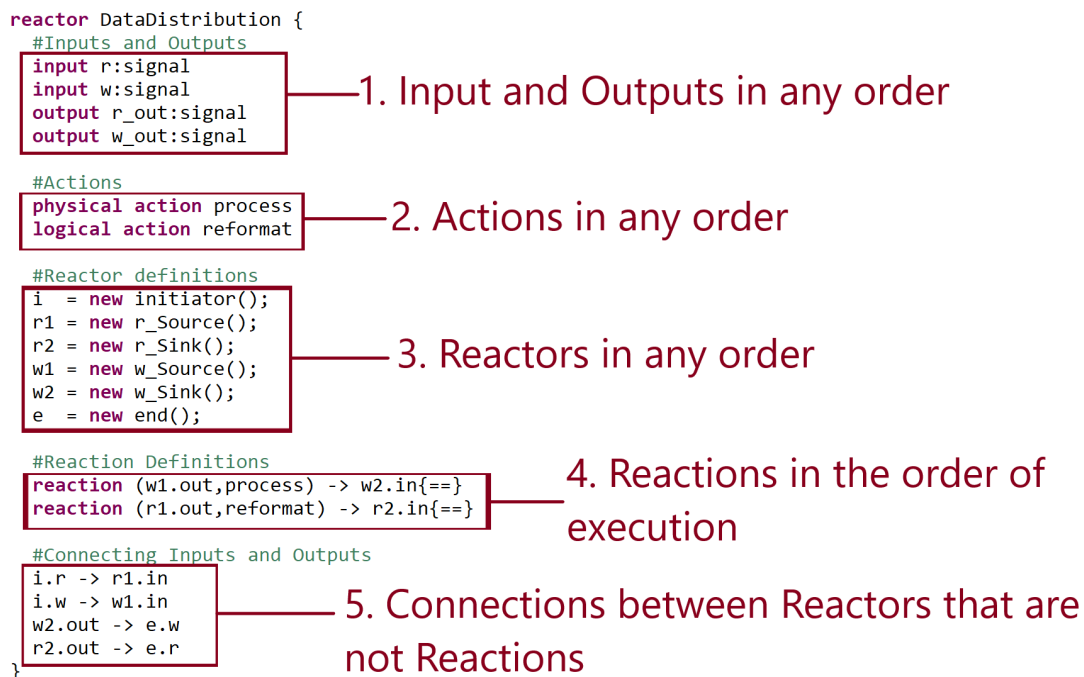 reactor DataDistribution {
#Inputs and Outputs
input r:signal
input w:signal
output r_out:signal
output w_out:signal
1. Input and Outputs in any order
#Actions
physical action process
logical action reformat
2. Actions in any order
#Reactor definitions
i  = new initiator();
r1 = new r_Source();
r2 = new r_Sink();
w1 = new w_Source();
w2 = new w_Sink();
e  = new end();
3. Reactors in any order
#Reaction Definitions
reaction (w1.out,process) -> w2.in{==}
reaction (r1.out,reformat) -> r2.in{==}
4. Reactions in the order of
execution
#Connecting Inputs and Outputs
i.r -> r1.in
i.w -> w1.in
w2.out -> e.w
r2.out -> e.r
5. Connections between Reactors that are
not Reactions
}